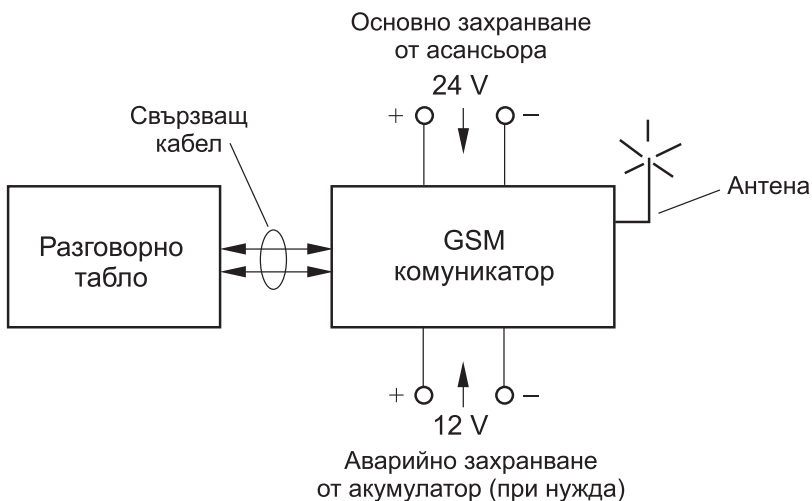 Основно захранване
от асансьора
24 V
+ –
Свързващ
кабел
Антена
Разговорно
табло
GSM
комуникатор
+ –
12 V
Аварийно захранване
от акумулатор (при нужда)